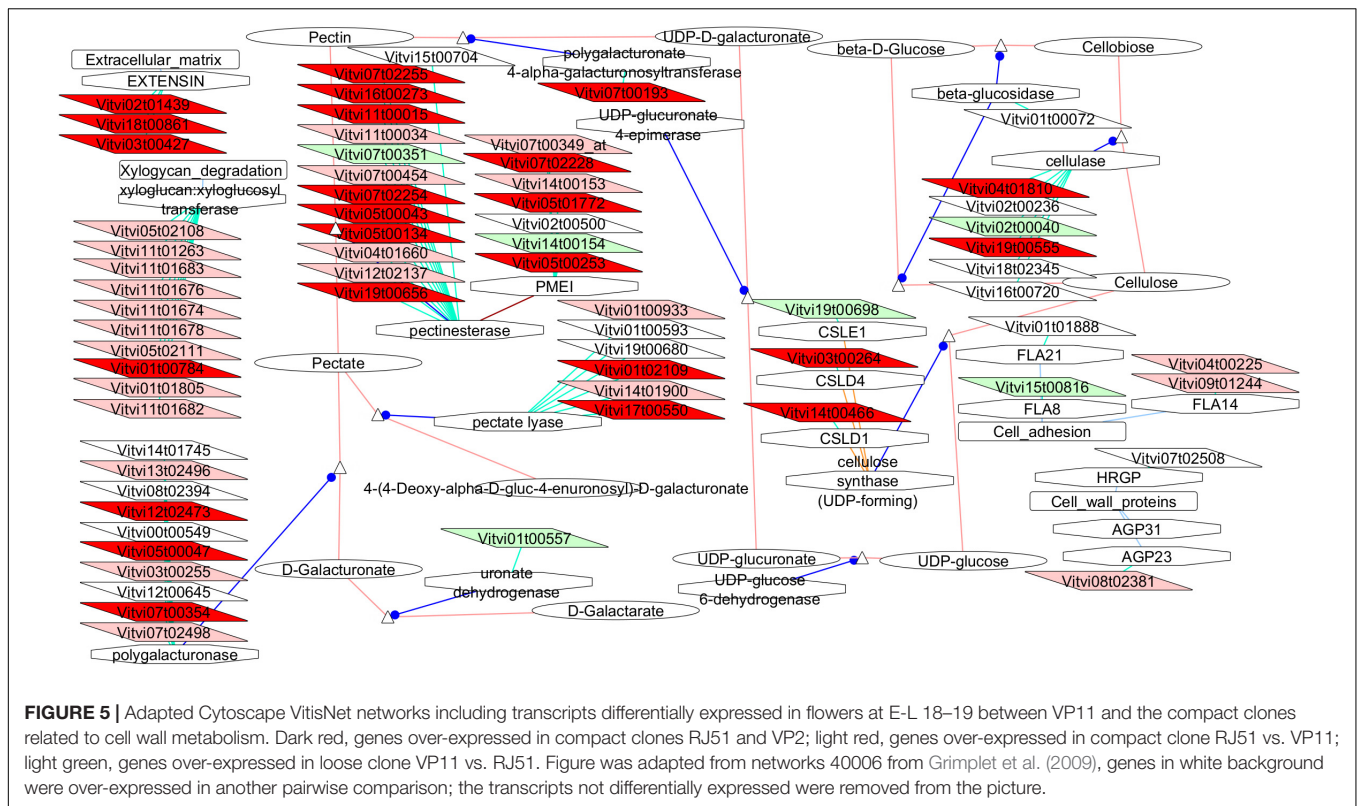 Extracellular_matrix
EXTENSIN
Vitvi02t01439
Vitvi18t00861
Vitvi03t00427
Xylogycan_degradation
xyloglucan:xyloglucosyl
transferase
Vitvi05t02108
Vitvi11t01263
Vitvi11t01683
Vitvi11t01676
Vitvi11t01674
Vitvi11t01678
Vitvi05t02111
Vitvi01t00784
Vitvi01t01805
Vitvi11t01682
Vitvi14t01745
Vitvi13t02496
Vitvi08t02394
Vitvi12t02473
Vitvi00t00549
Vitvi05t00047
Vitvi03t00255
Vitvi12t00645
Vitvi07t00354
Vitvi07t02498
polygalacturonase
Pectin
Vitvi15t00704
Vitvi07t02255
Vitvi16t00273
Vitvi11t00015
Vitvi11t00034
Vitvi07t00351
Vitvi07t00454
Vitvi07t02254
Vitvi05t00043
Vitvi05t00134
Vitvi04t01660
Vitvi12t02137
Vitvi19t00656
pectinesterase
Pectate
D-Galacturonate
UDP-D-galacturonate
polygalacturonate
4-alpha-galacturonosyltransferase
Vitvi07t00193
UDP-glucuronate
4-epimerase
Vitvi07t00349_at
Vitvi07t02228
Vitvi14t00153
Vitvi05t01772
Vitvi02t00500
Vitvi14t00154
Vitvi05t00253
PMEI
Vitvi01t00933
Vitvi01t00593
Vitvi19t00680
Vitvi01t02109
Vitvi14t01900
Vitvi17t00550
pectate lyase
4-(4-Deoxy-alpha-D-gluc-4-enuronosyl)-D-galacturonate
Vitvi01t00557
uronate
dehydrogenase
D-Galactarate
beta-D-Glucose
Cellobiose
beta-glucosidase
Vitvi01t00072
cellulase
Vitvi04t01810
Vitvi02t00236
Vitvi02t00040
Vitvi19t00555
Vitvi18t02345
Vitvi16t00720
Cellulose
Vitvi19t00698
CSLE1
Vitvi03t00264
CSLD4
Vitvi14t00466
CSLD1
cellulose
synthase
(UDP-forming)
UDP-glucuronate
UDP-glucose
6-dehydrogenase
UDP-glucose
Vitvi01t01888
FLA21
Vitvi15t00816
FLA8
Cell_adhesion
Vitvi04t00225
Vitvi09t01244
FLA14
Vitvi07t02508
HRGP
Cell_wall_proteins
AGP31
AGP23
Vitvi08t02381
FIGURE 5 | Adapted Cytoscape VitisNet networks including transcripts differentially expressed in flowers at E-L 18–19 between VP11 and the compact clones
related to cell wall metabolism. Dark red, genes over-expressed in compact clones RJ51 and VP2; light red, genes over-expressed in compact clone RJ51 vs. VP11;
light green, genes over-expressed in loose clone VP11 vs. RJ51. Figure was adapted from networks 40006 from Grimplet et al. (2009), genes in white background
were over-expressed in another pairwise comparison; the transcripts not differentially expressed were removed from the picture.